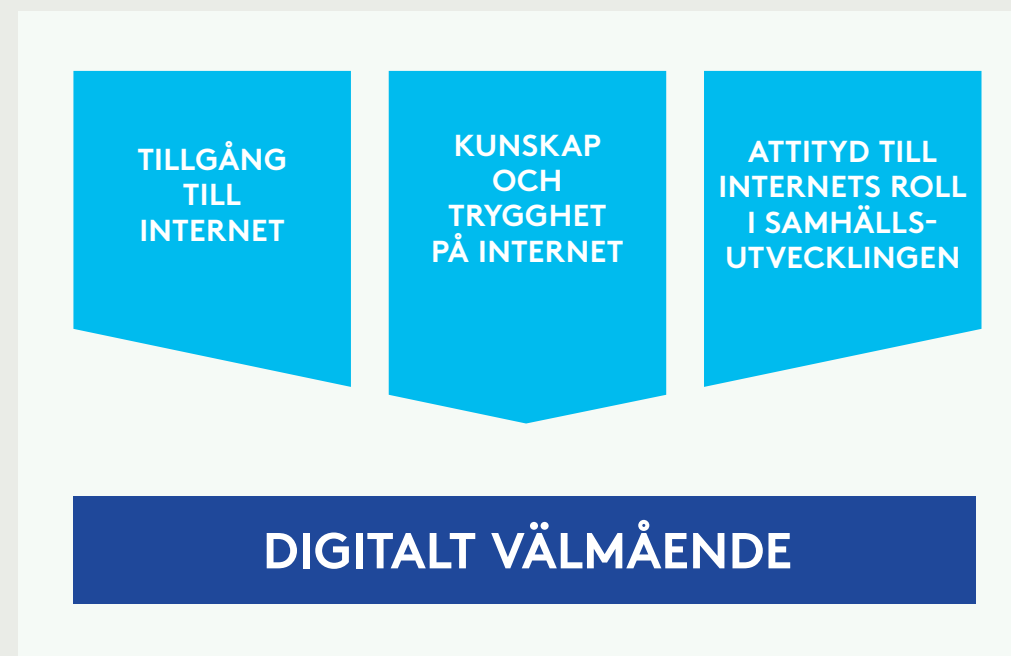 TILLGÅNG
TILL
INTERNET
KUNSKAP
OCH
TRYGGHET
PÅ INTERNET
ATTITYD TILL
INTERNETS ROLL
I SAMHÄLLS-
UTVECKLINGEN
DIGITALT VÄLMÅENDE